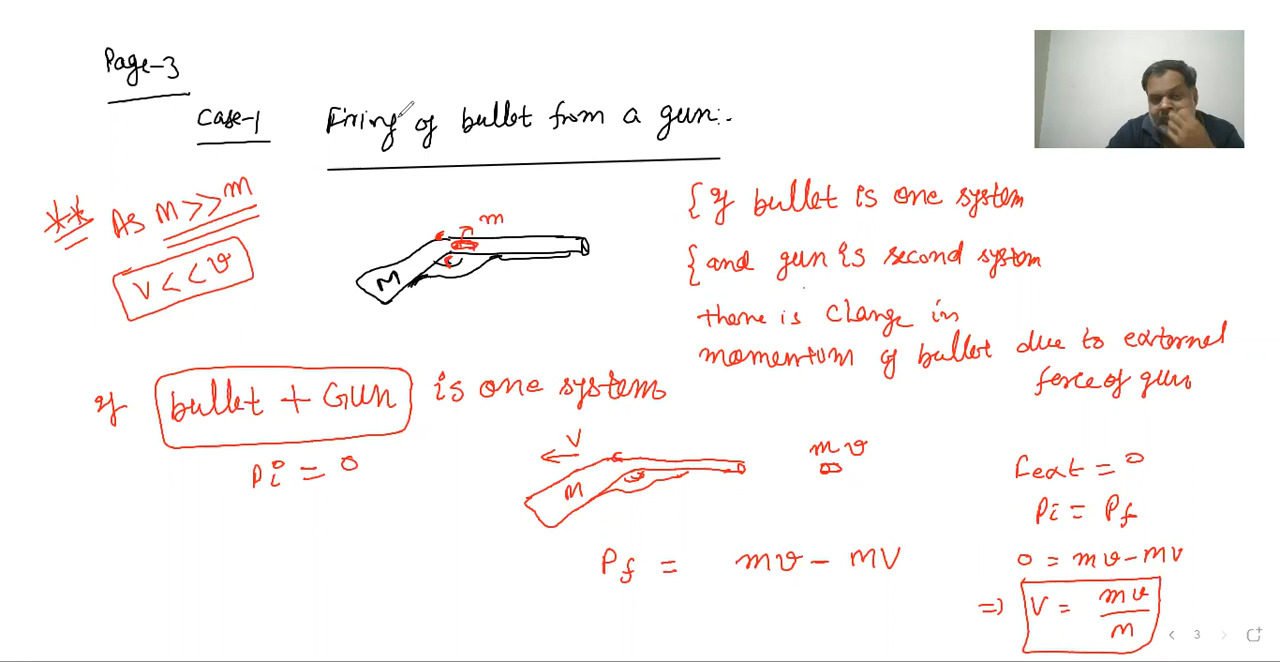 Page-3
Case-1 Firing of bullet from a gun:-
** As M >> m
V << v
m
M
{ If bullet is one system
{ and gun is second system
there is change in
momentum of bullet due to external
force of gun
If bullet + Gun is one system
Pi = 0
V
M
m v
Pf = mv - MV
Fext = 0
Pi = Pf
0 = mv - MV
=> V = mv/m
3